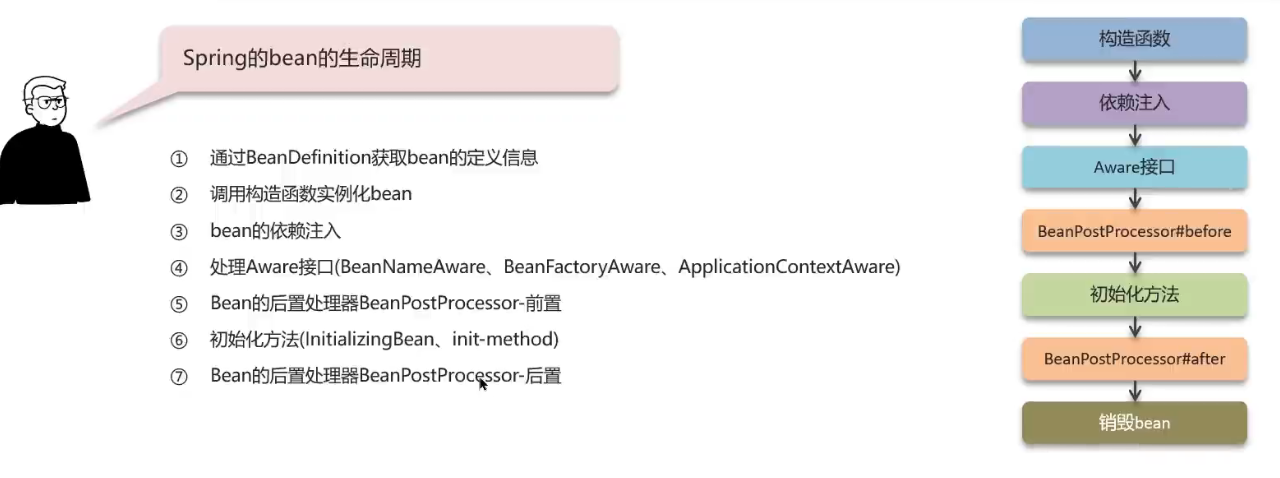 Spring的bean的生命周期
① 通过BeanDefinition获取bean的定义信息
② 调用构造函数实例化bean
③ bean的依赖注入
④ 处理Aware接口(BeanNameAware、BeanFactoryAware、ApplicationContextAware)
⑤ Bean的后置处理器BeanPostProcessor-前置
⑥ 初始化方法(InitializingBean、init-method)
⑦ Bean的后置处理器BeanPostProcessor-后置
构造函数
依赖注入
Aware接口
BeanPostProcessor#before
初始化方法
BeanPostProcessor#after
销毁bean